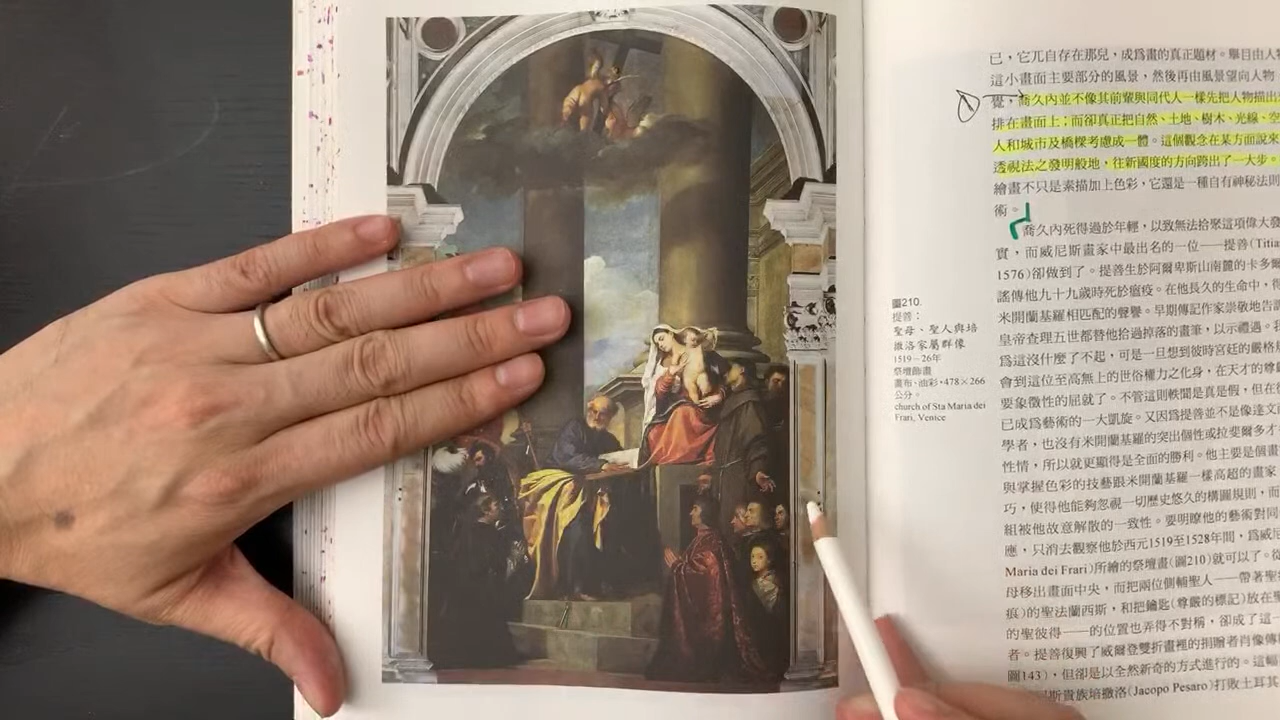 圖210.
提善：
聖母、聖人與培
撒洛家屬群像
1519－26年
祭壇飾畫
畫布、油彩，478×266
公分。
church of Sta Maria dei
Frari, Venice
已，它兀自存在那兒，成爲畫的真正題材。舉目由人
這小畫面主要部分的風景，然後再由風景望向人物
覺，喬久內並不像其前輩與同代人一樣先把人物描出
排在畫面上；而卻真正把自然、土地、樹木、光線、空
人和城市及橋樑考慮成一體。這個觀念在某方面說來
透視法之發明般地，往新國度的方向跨出了一大步。
繪畫不只是素描加上色彩，它還是一種自有神秘法則
術。
喬久內死得過於年輕，以致無法拾聚這項偉大發
實，而威尼斯畫家中最出名的一位——提善(Titia
1576)卻做到了。提善生於阿爾卑斯山南麓的卡多
謠傳他九十九歲時死於瘟疫。在他長久的生命中，
米開蘭基羅相匹配的聲譽。早期傳記作家崇敬地告
皇帝查理五世都替他拾過掉落的畫筆，以示禮遇。
爲這沒什麼了不起，可是一旦想到彼時宮廷的嚴格
會到這位至高無上的世俗權力之化身，在天才的尊
要象徵性的屈就了。不管這則軼聞是真是假，但在
已成爲藝術的一大凱旋。又因爲提善並不是像達文
學者，也沒有米開蘭基羅的突出個性或拉斐爾多才
性情，所以就更顯得是全面的勝利。他主要是個畫
與掌握色彩的技藝跟米開蘭基羅一樣高超的畫家
巧，使得他能夠忽視一切歷史悠久的構圖規則，而
組被他故意解散的一致性。要明瞭他的藝術對同
應，只消去觀察他於西元1519至1528年間，爲威
Maria dei Frari)所繪的祭壇畫(圖210)就可以了。
母移出畫面中央，而把兩位側輔聖人——帶著聖
痕)的聖法蘭西斯，和把鑰匙(尊嚴的標記)放在
的聖彼得——的位置也弄得不對稱，卻成了這一
者。提善復興了威爾登雙折畫裡的捐贈者肖像傳
圖143)，但卻是以全然新奇的方式進行的。這幅
斯貴族培撒洛(Jacopo Pesaro)打敗土耳其